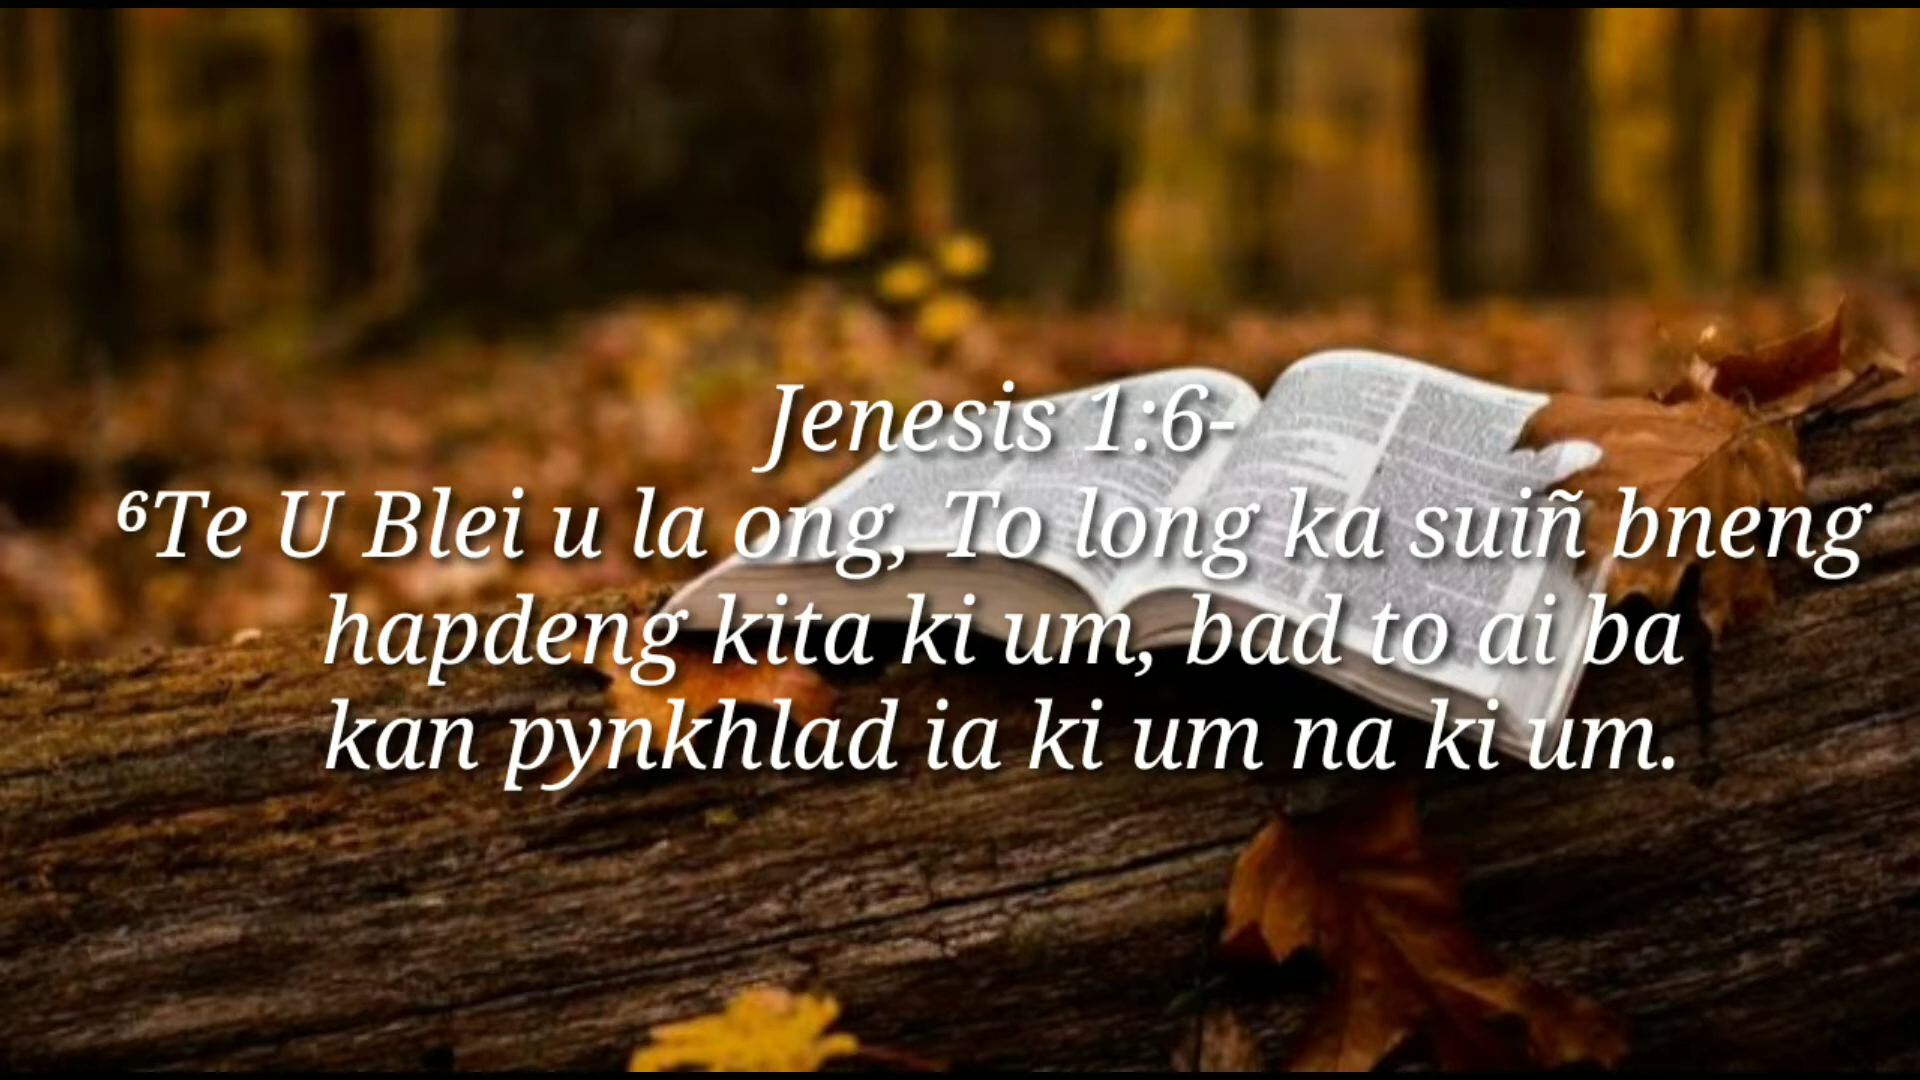 Jenesis 1:6-
⁶Te U Blei u la ong, To long ka suiñ bneng
hapdeng kita ki um, bad to ai ba
kan pynkhlad ia ki um na ki um.